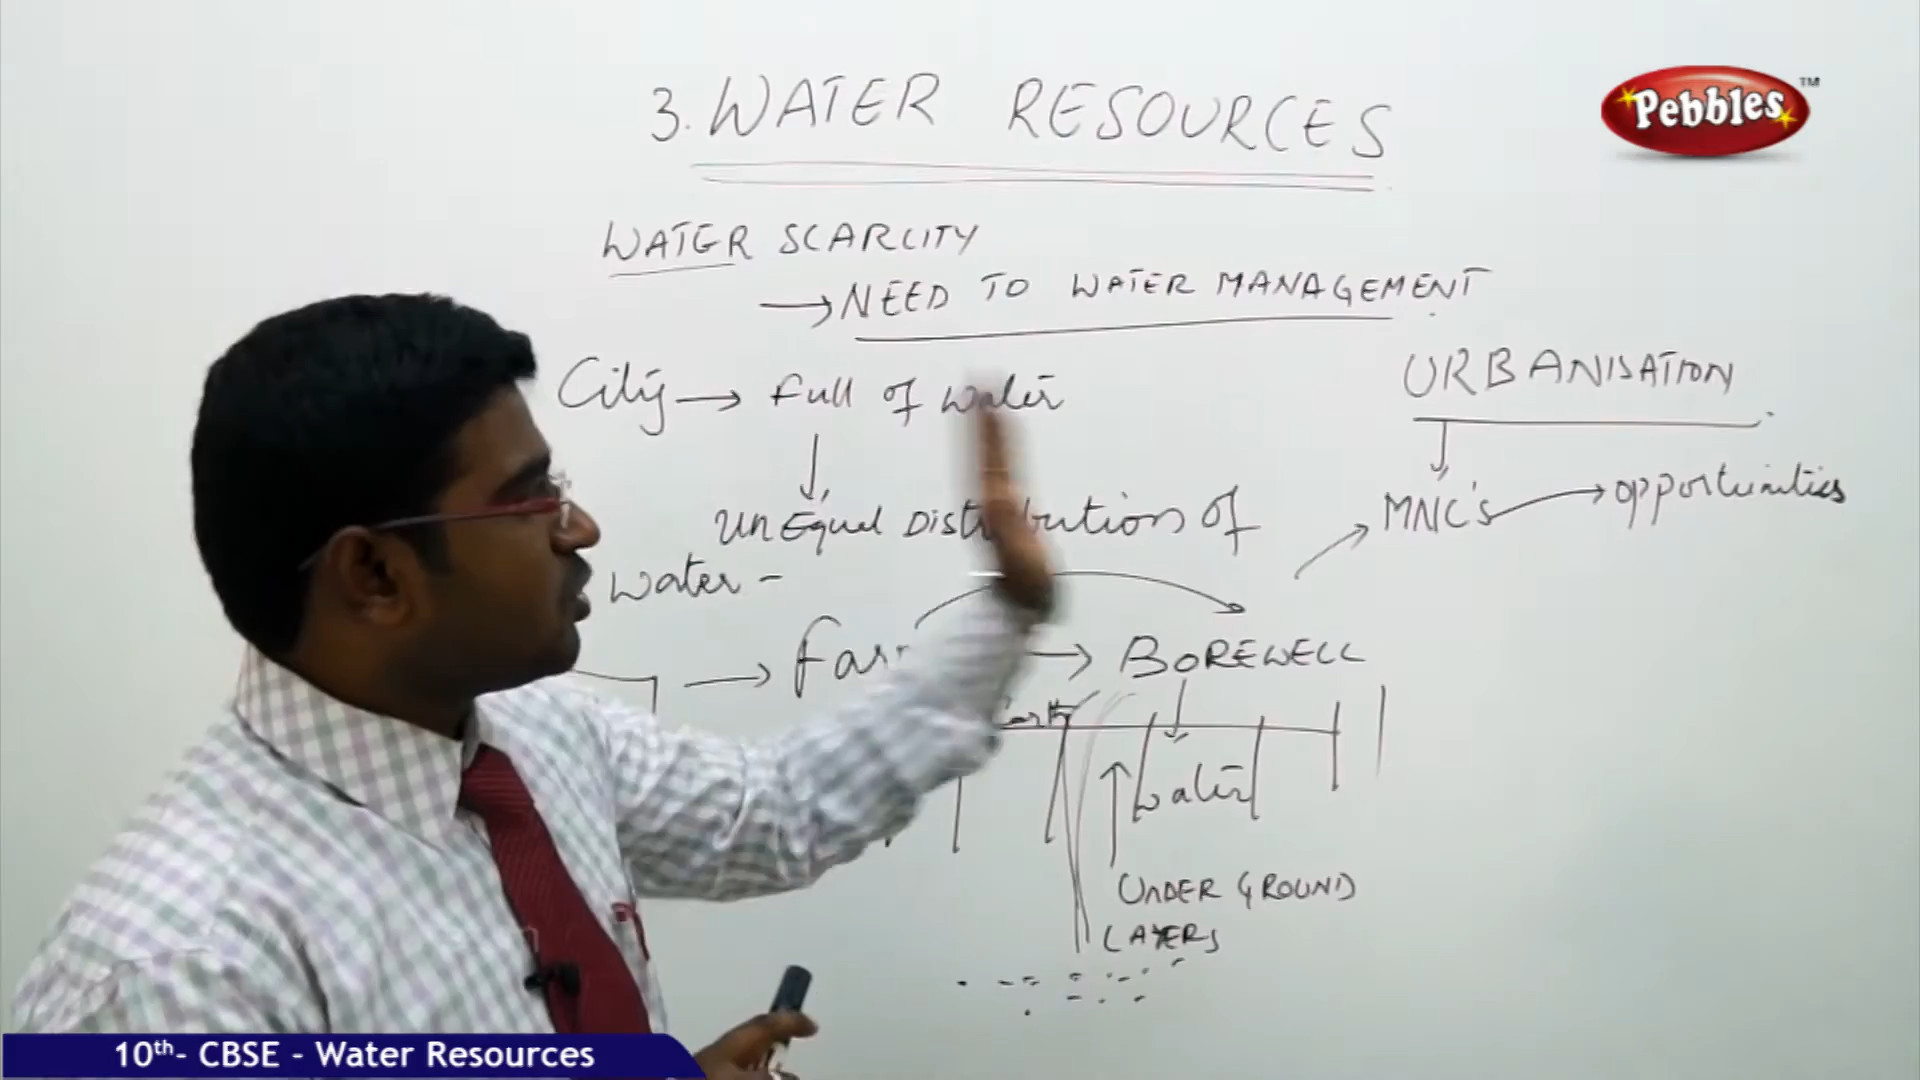 3. WATER RESOURCES
Pebbles™
WATER SCARCITY
→ NEED TO WATER MANAGEMENT
City → Full of water
URBANISATION
MNC's → opportunities
UnEqual Distribution of
water -
→ → BOREWELL
water
UNDER GROUND
LAYERS
10th- CBSE - Water Resources